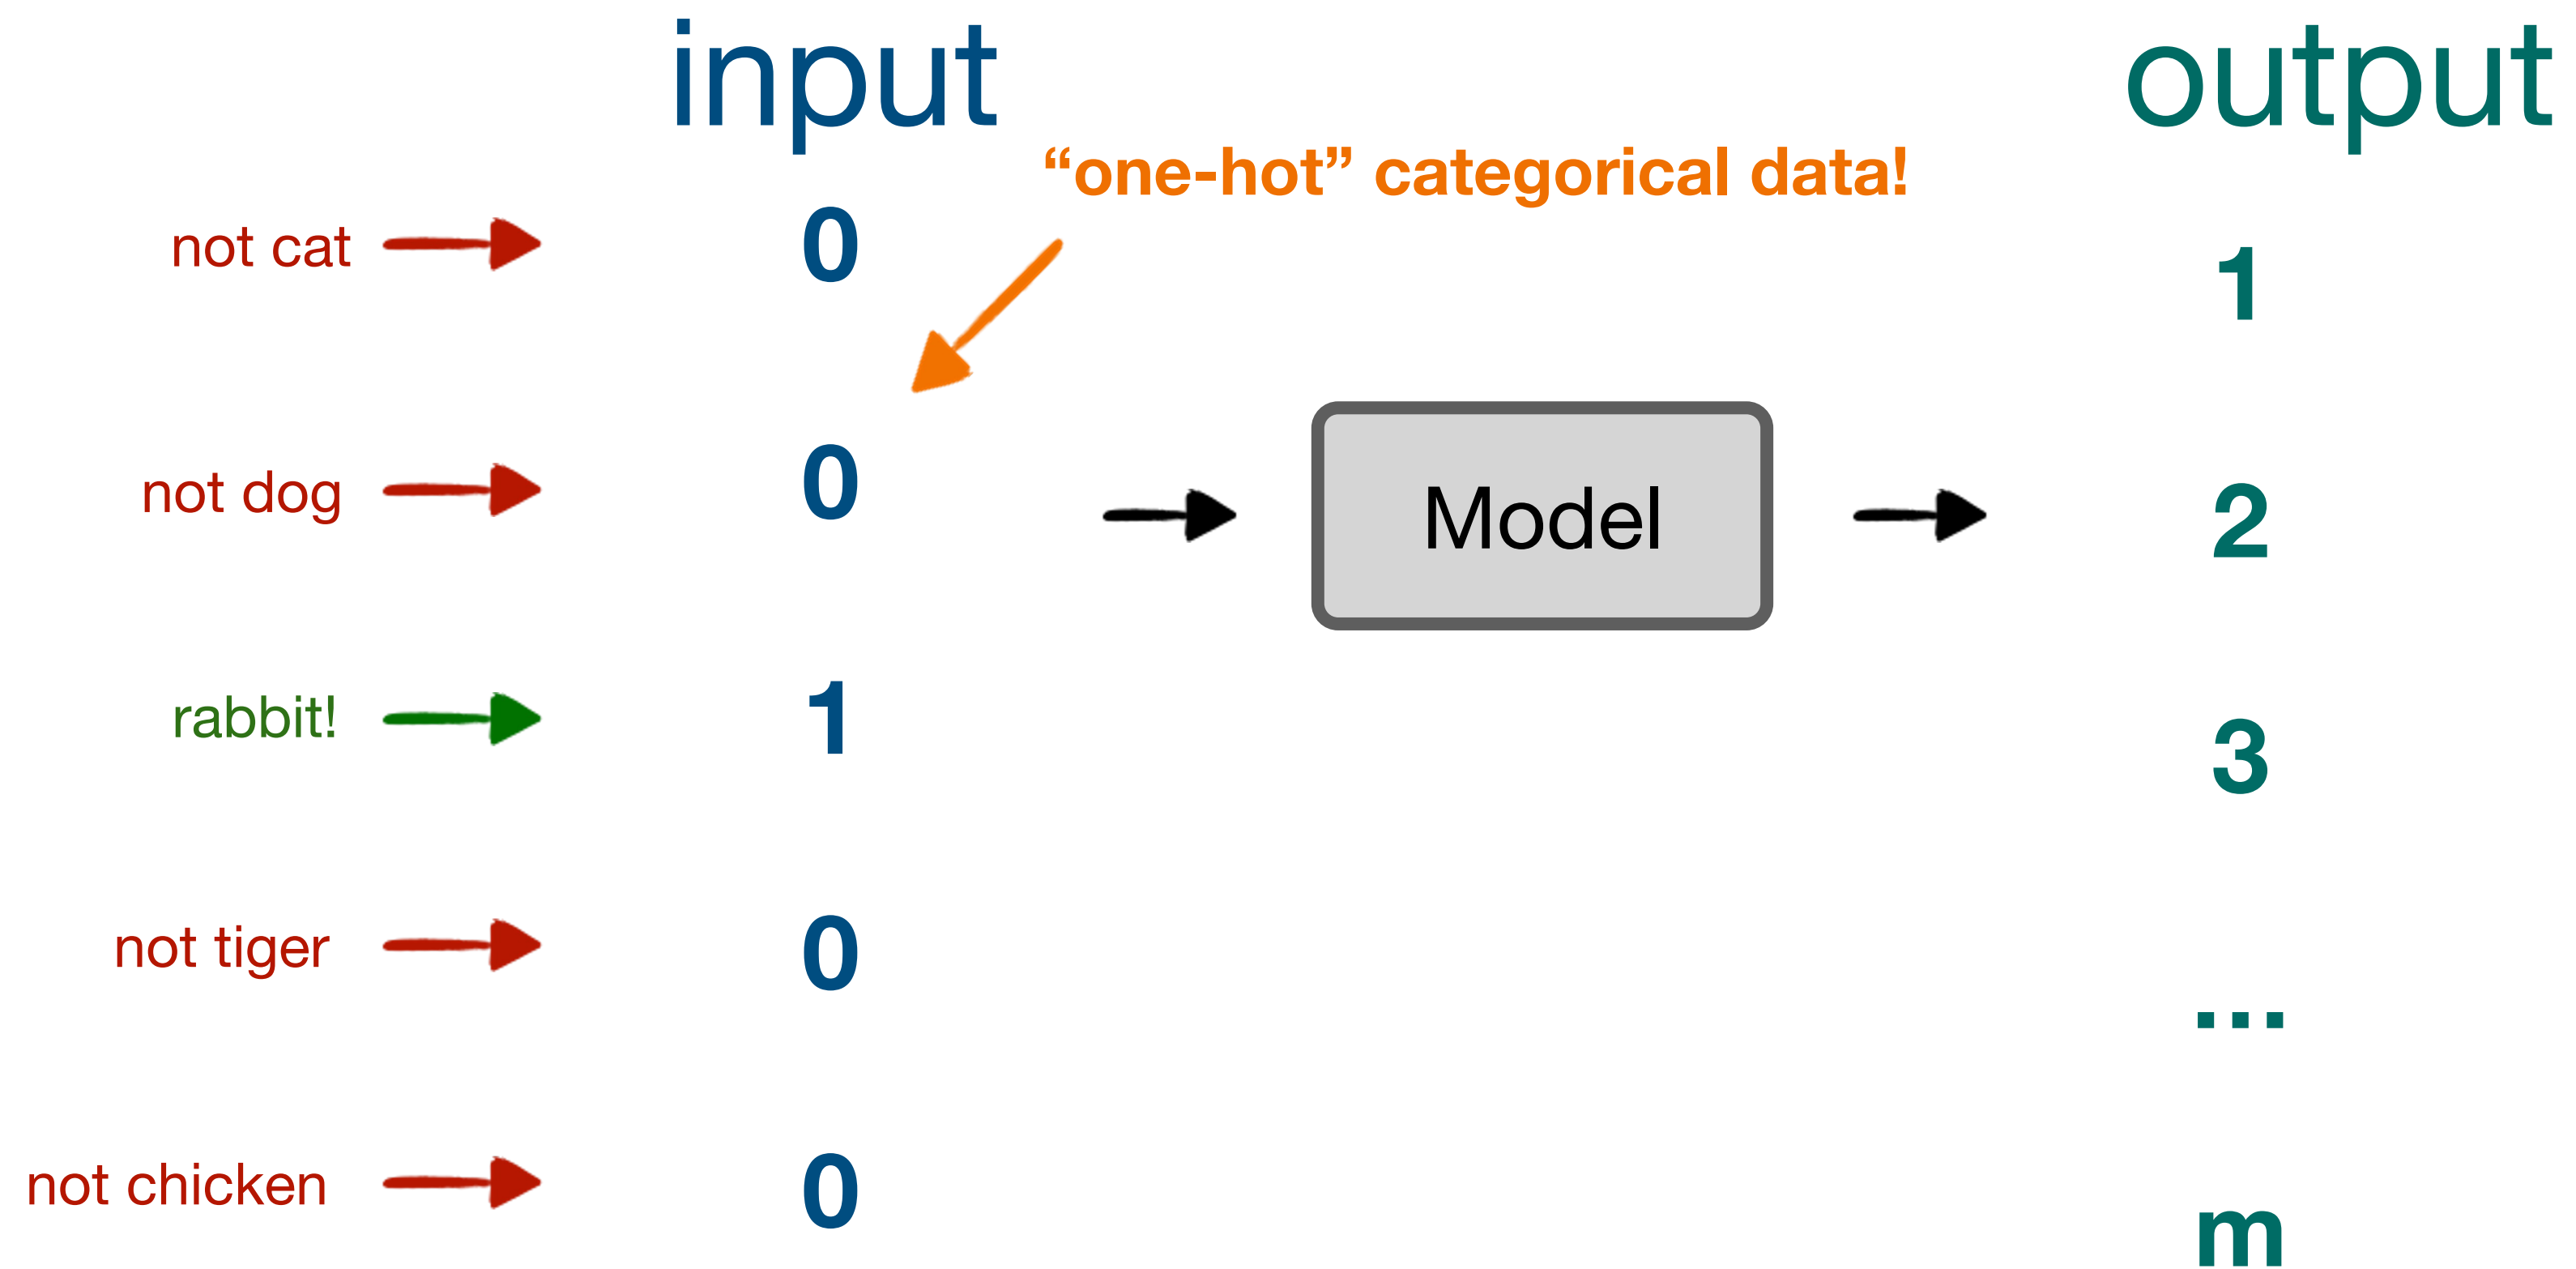 input
output
“one-hot” categorical data!
not cat
0
1
not dog
0
Model
2
rabbit!
1
3
not tiger
0
...
not chicken
0
m